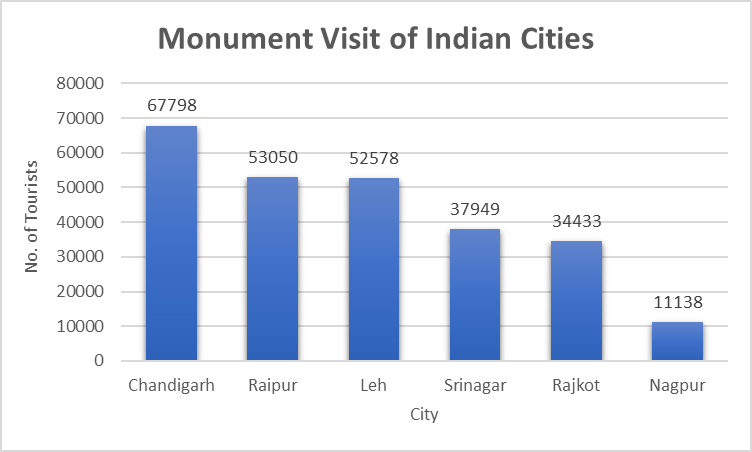 Monument Visit of Indian Cities
No. of Tourists
80000
70000
60000
50000
40000
30000
20000
10000
0
67798
53050
52578
37949
34433
11138
Chandigarh
Raipur
Leh
Srinagar
Rajkot
Nagpur
City